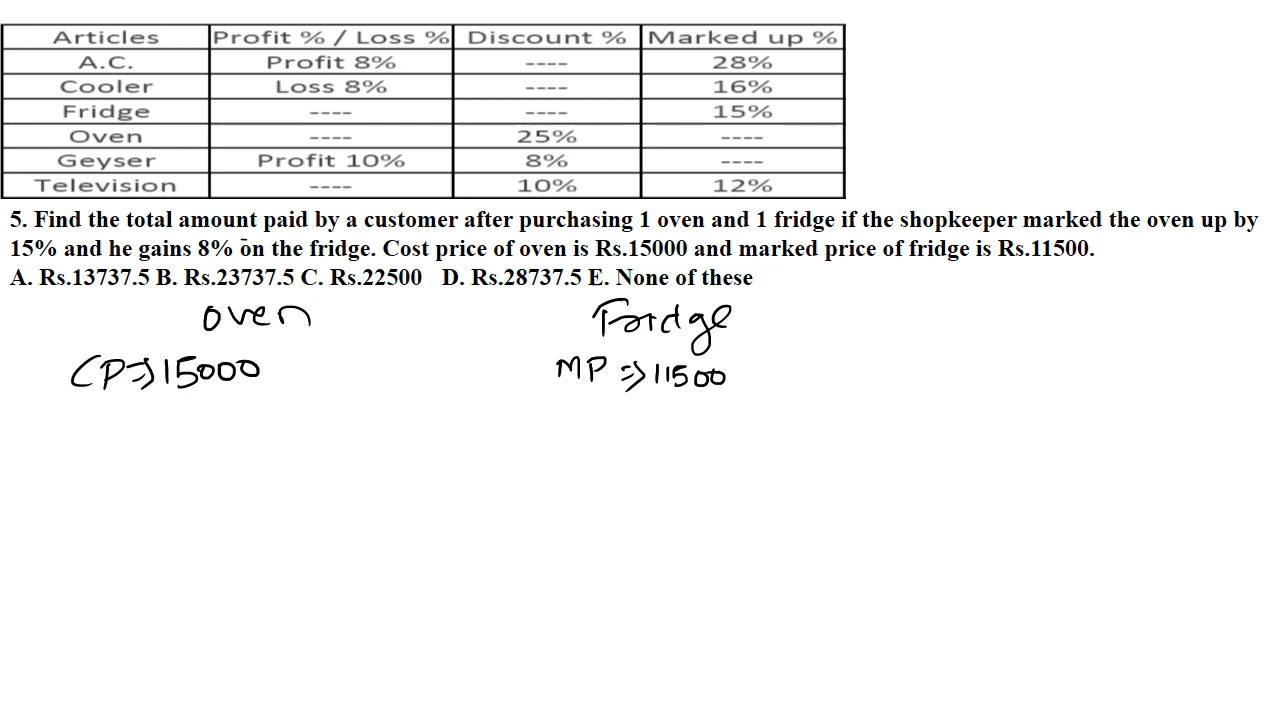 Articles Profit % / Loss % Discount % Marked up %
A.C. Profit 8% ---- 28%
Cooler Loss 8% ---- 16%
Fridge ---- ---- 15%
Oven ---- 25% ----
Geyser Profit 10% 8% ----
Television ---- 10% 12%
5. Find the total amount paid by a customer after purchasing 1 oven and 1 fridge if the shopkeeper marked the oven up by
15% and he gains 8% on the fridge. Cost price of oven is Rs.15000 and marked price of fridge is Rs.11500.
A. Rs.13737.5 B. Rs.23737.5 C. Rs.22500 D. Rs.28737.5 E. None of these
oven Fridge
CP ⇒ 15000 MP ⇒ 11500